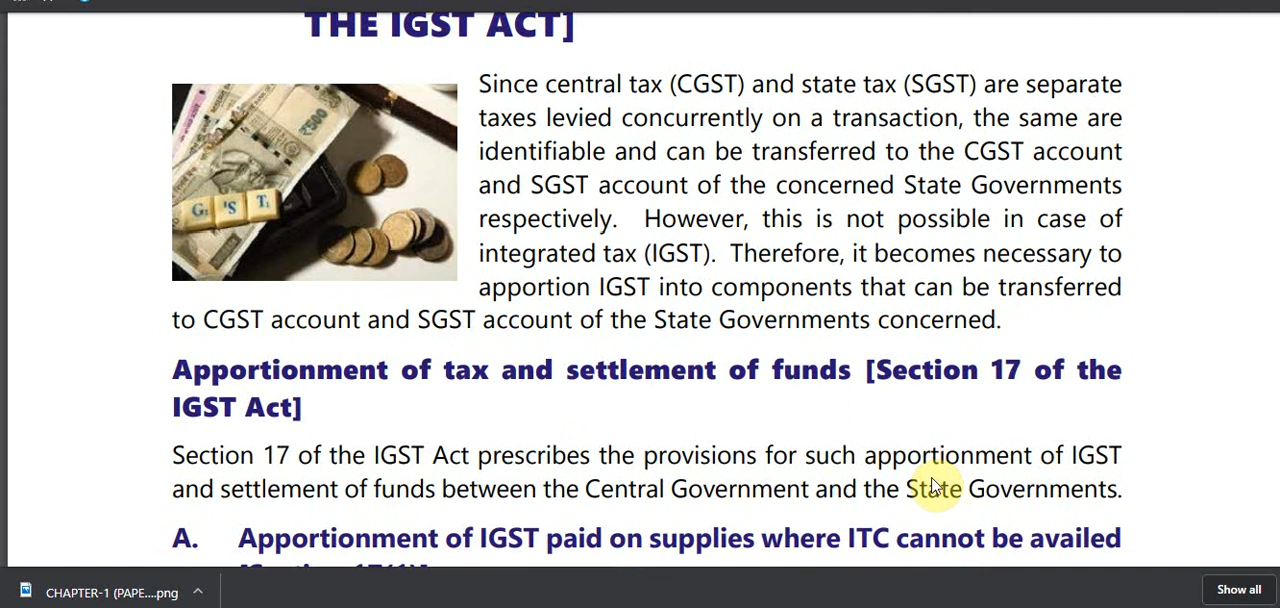 THE IGST ACT]
Since central tax (CGST) and state tax (SGST) are separate
taxes levied concurrently on a transaction, the same are
identifiable and can be transferred to the CGST account
and SGST account of the concerned State Governments
respectively. However, this is not possible in case of
integrated tax (IGST). Therefore, it becomes necessary to
apportion IGST into components that can be transferred
to CGST account and SGST account of the State Governments concerned.
₹500
G₂ 'S T₁
Apportionment of tax and settlement of funds [Section 17 of the
IGST Act]
Section 17 of the IGST Act prescribes the provisions for such apportionment of IGST
and settlement of funds between the Central Government and the State Governments.
A. Apportionment of IGST paid on supplies where ITC cannot be availed
CHAPTER-1 (PAPE....png
Show all